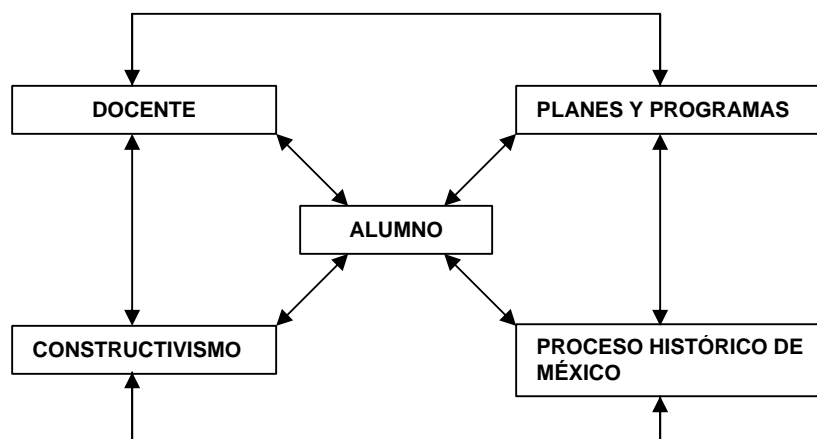 DOCENTE
PLANES Y PROGRAMAS
ALUMNO
CONSTRUCTIVISMO
PROCESO HISTÓRICO DE
MÉXICO